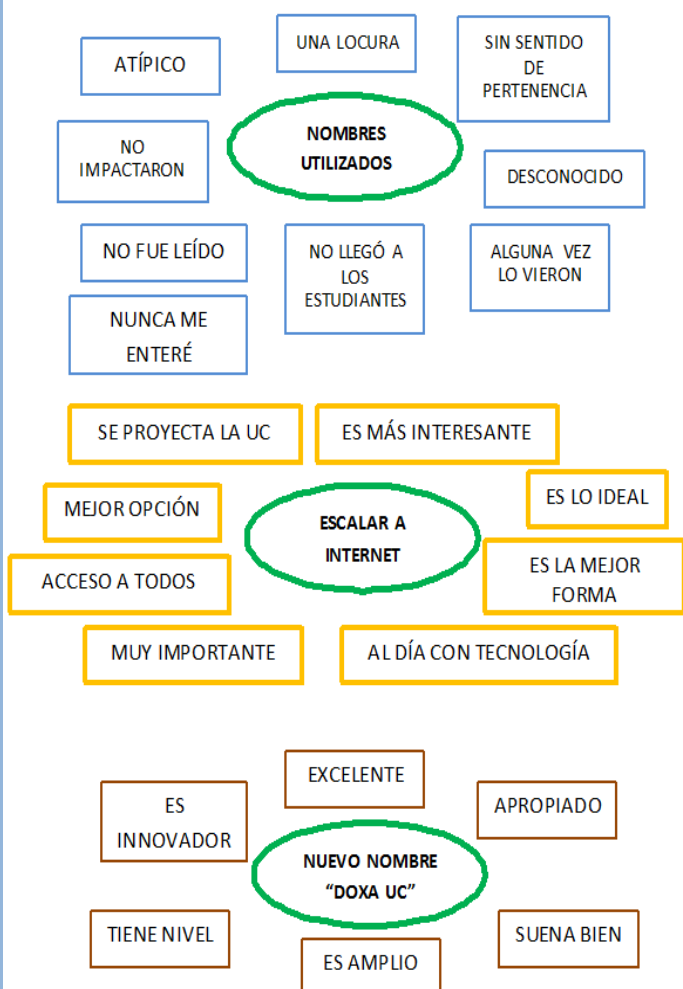 UNA LOCURA
ATÍPICO
SIN SENTIDO
DE
PERTENENCIA
NOMBRES
UTILIZADOS
NO
IMPACTARON
DESCONOCIDO
NO FUE LEÍDO
NO LLEGÓ A
LOS
ESTUDIANTES
ALGUNA VEZ
LO VIERON
NUNCA ME
ENTERÉ
SE PROYECTA LA UC
ES MÁS INTERESANTE
MEJOR OPCIÓN
ES LO IDEAL
ESCALAR A
INTERNET
ACCESO A TODOS
ES LA MEJOR
FORMA
MUY IMPORTANTE
AL DÍA CON TECNOLOGÍA
EXCELENTE
ES
INNOVADOR
APROPIADO
NUEVO NOMBRE
“DOXA UC”
TIENE NIVEL
SUENA BIEN
ES AMPLIO